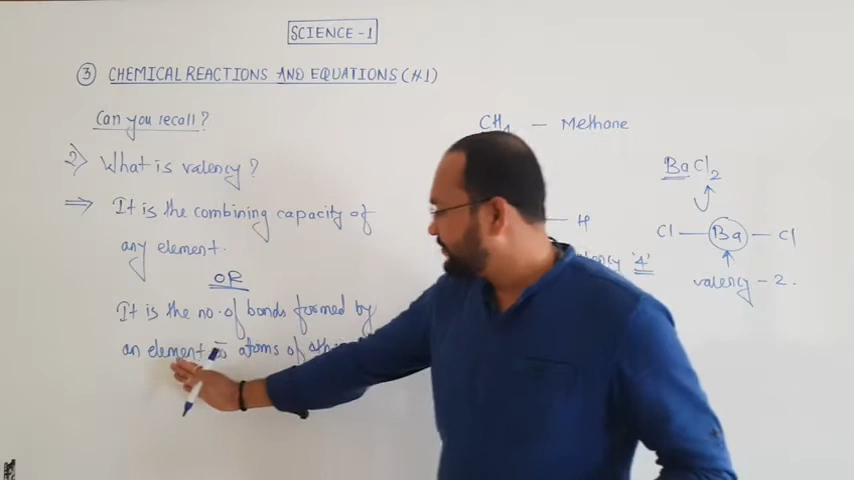 SCIENCE-1
③ CHEMICAL REACTIONS AND EQUATIONS (#1)
Can you recall?
2) What is valency?
⇒ It is the combining capacity of
any element.
OR
It is the no. of bonds formed by
an element c̄ atoms of
CH4 — Methane
H
'4'
BaCl2
Cl — Ba — Cl
valency - 2.